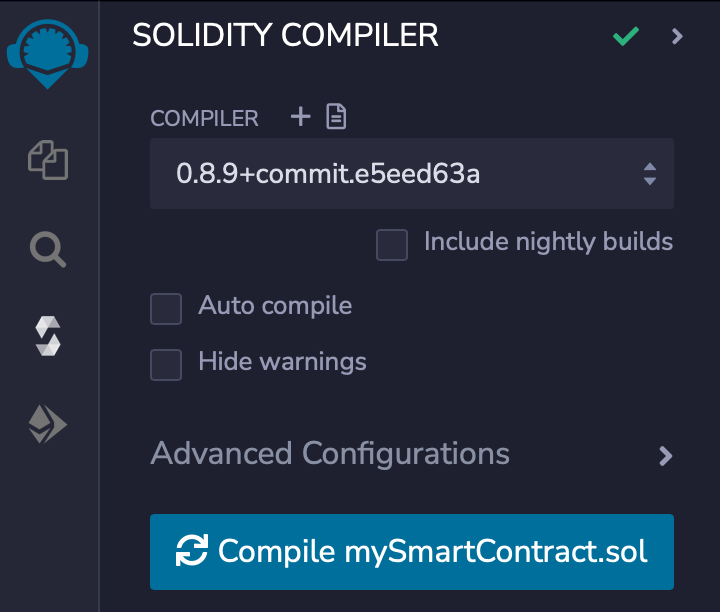 SOLIDITY COMPILER
COMPILER
0.8.9+commit.e5eed63a
Include nightly builds
Auto compile
Hide warnings
Advanced Configurations
Compile mySmartContract.sol